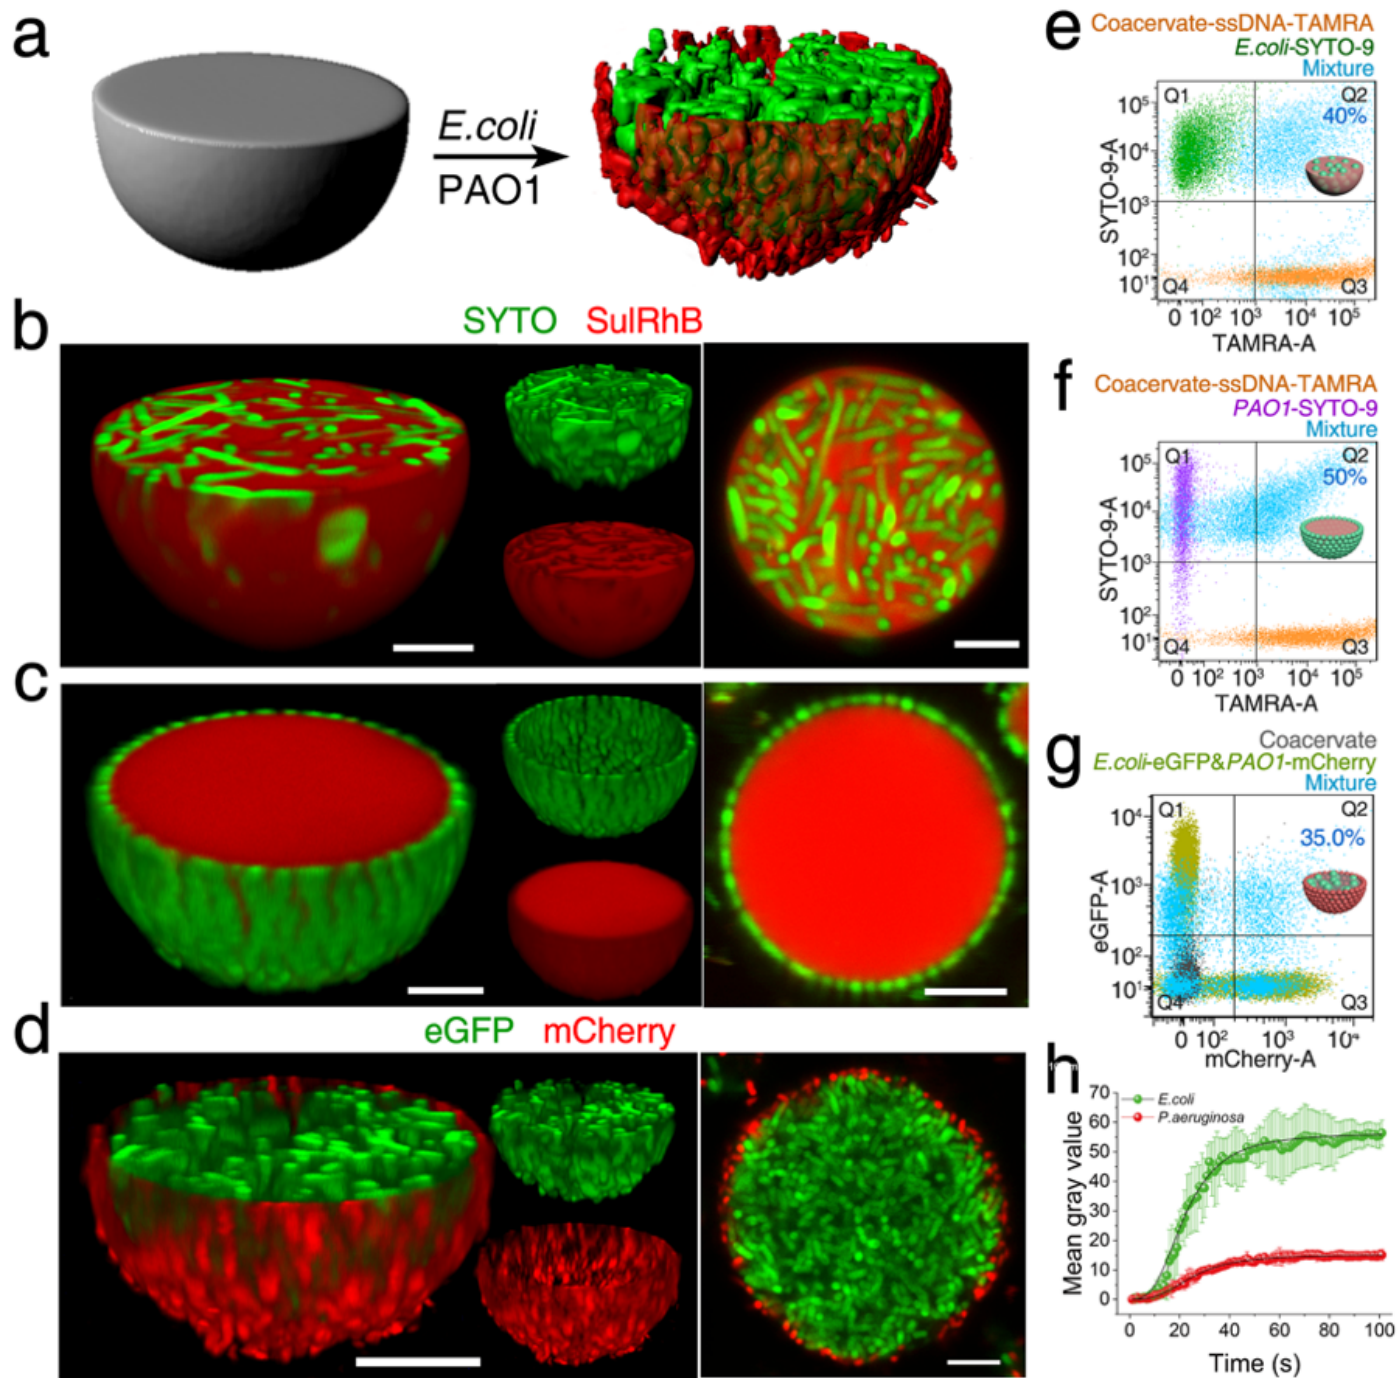 a
E.coli
PAO1
b
SYTO SulRhB
c
d
eGFP mCherry
e
Coacervate-ssDNA-TAMRA
E.coli-SYTO-9
Mixture
Q1 Q2
40%
Q4 Q3
10⁵
10⁴
10³
10²
10¹
SYTO-9-A
0 10² 10³ 10⁴ 10⁵
TAMRA-A
f
Coacervate-ssDNA-TAMRA
PAO1-SYTO-9
Mixture
Q1 Q2
50%
Q4 Q3
10⁵
10⁴
10³
10²
10¹
SYTO-9-A
0 10² 10³ 10⁴ 10⁵
TAMRA-A
g
Coacervate
E.coli-eGFP&PAO1-mCherry
Mixture
Q1 Q2
35.0%
Q4 Q3
10⁴
10³
10²
10¹
eGFP-A
0 10² 10³ 10⁴
mCherry-A
h
E.coli
P.aeruginosa
70
60
50
40
30
20
10
0
Mean gray value
0 20 40 60 80 100
Time (s)